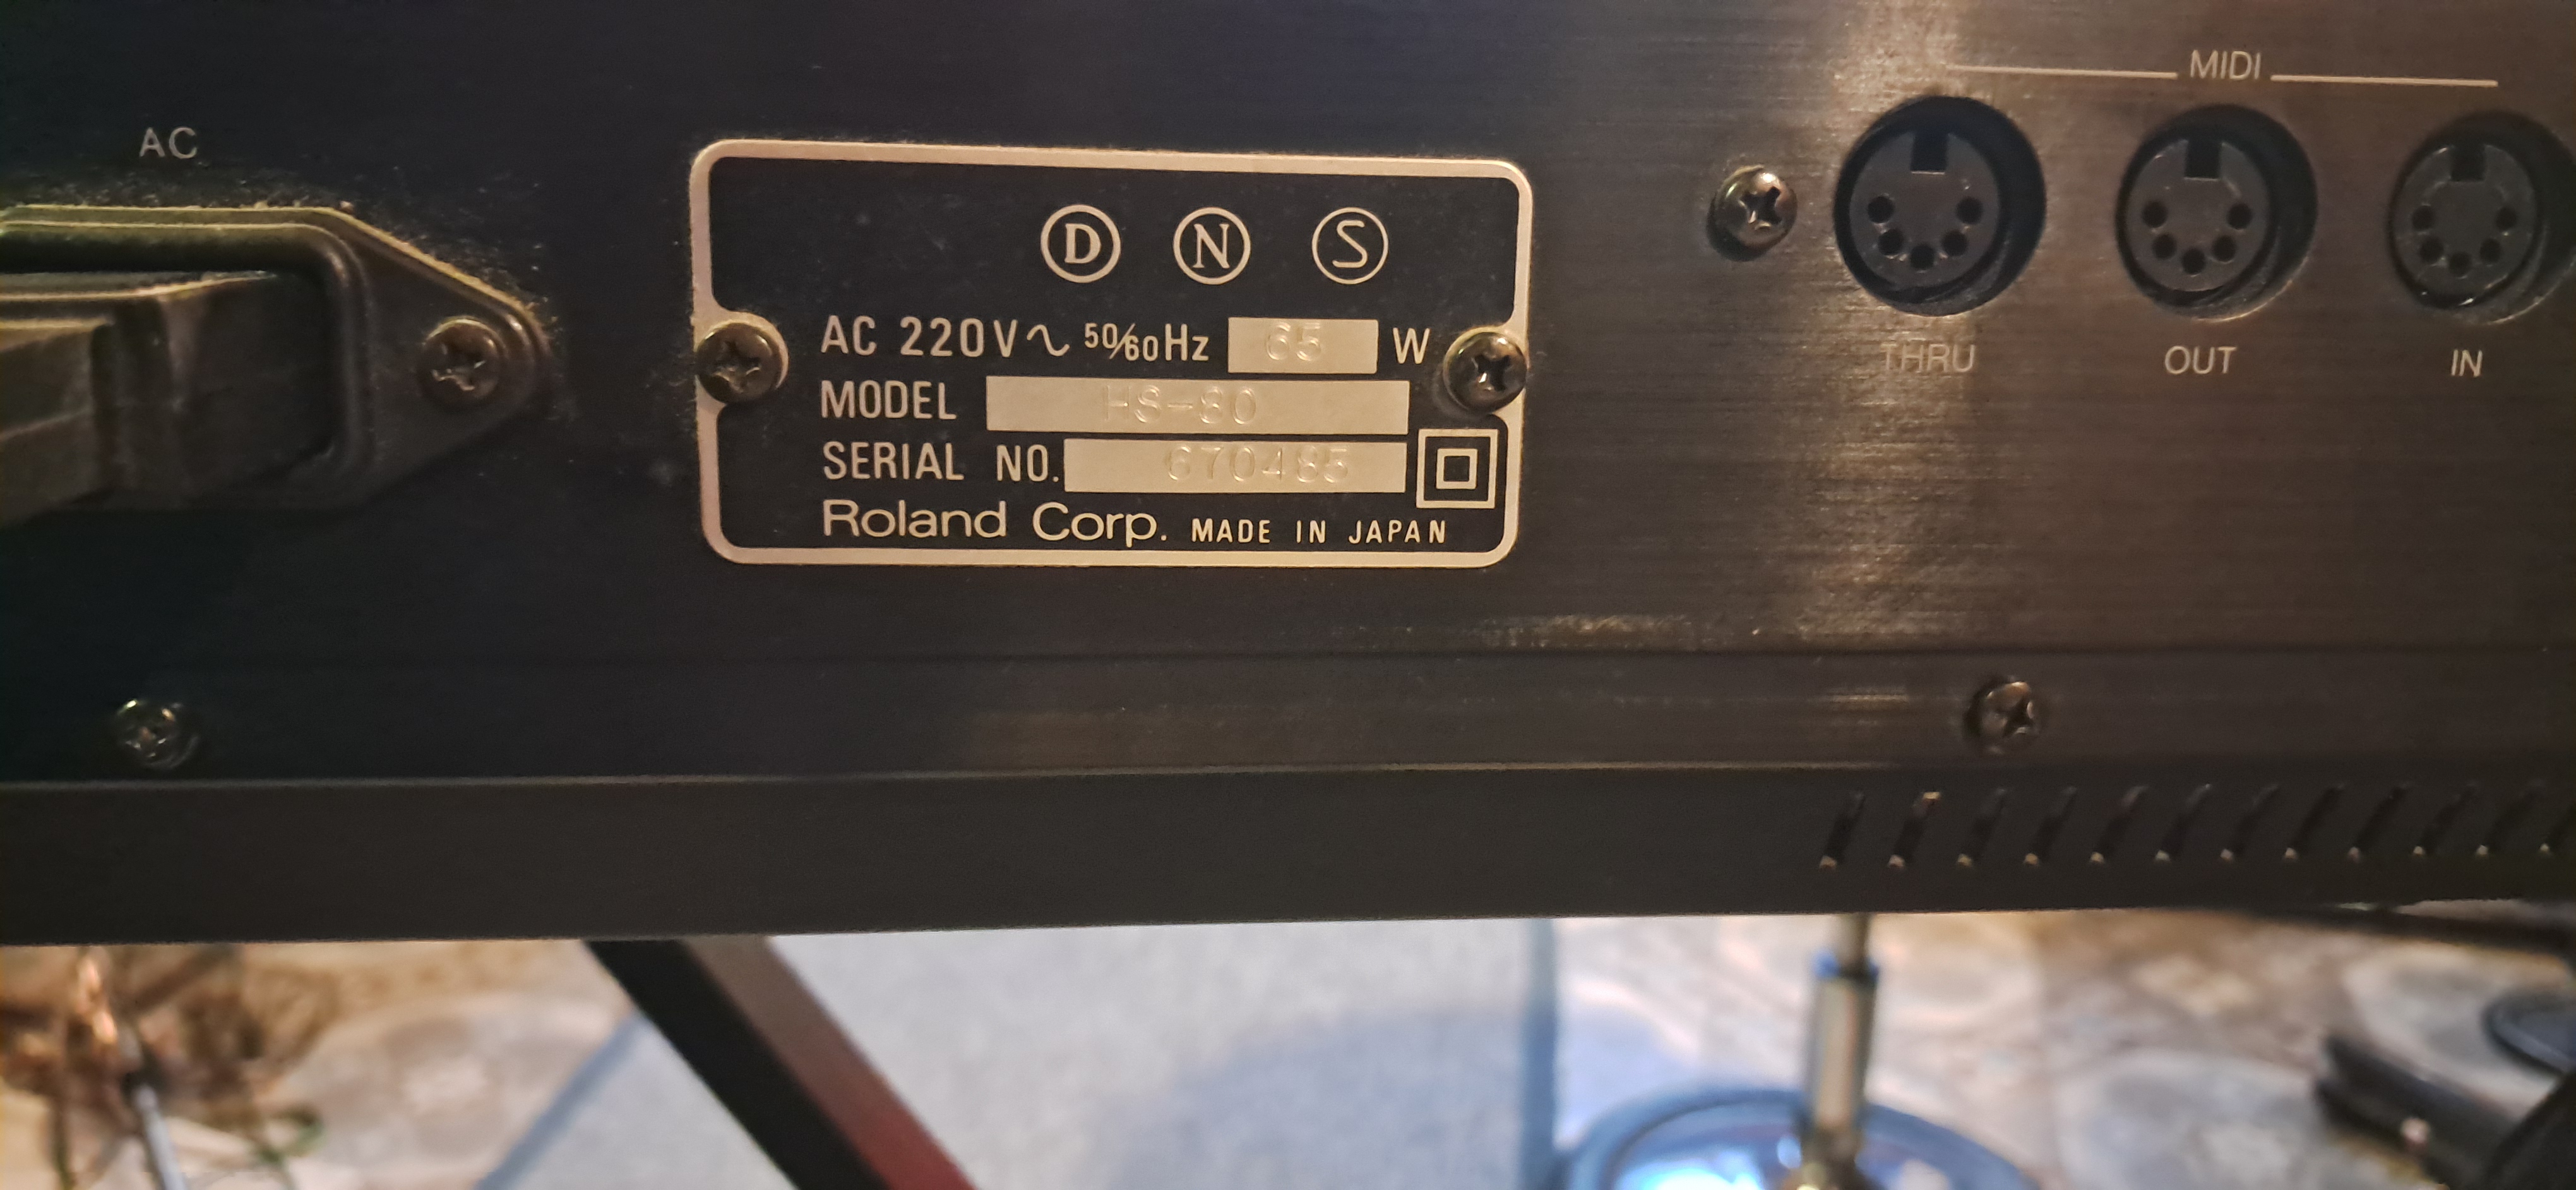 MIDI
AC
THRU OUT IN
D N S
AC 220V~ 50/60Hz 65 W
MODEL HS-80
SERIAL NO. 670485
Roland Corp. MADE IN JAPAN